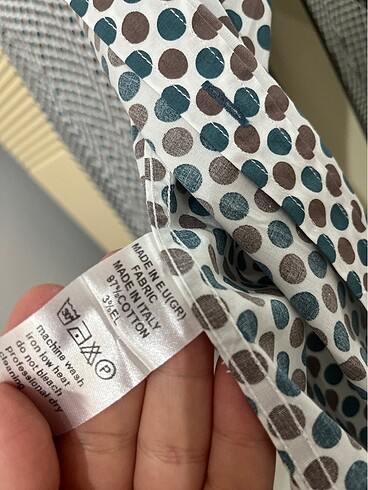 MADE IN E.U(GR)
FABRIC
MADE IN ITALY
97%COTTON
3%EL
30 P
machine wash
iron low heat
do not bleach
professional dry
cleaning